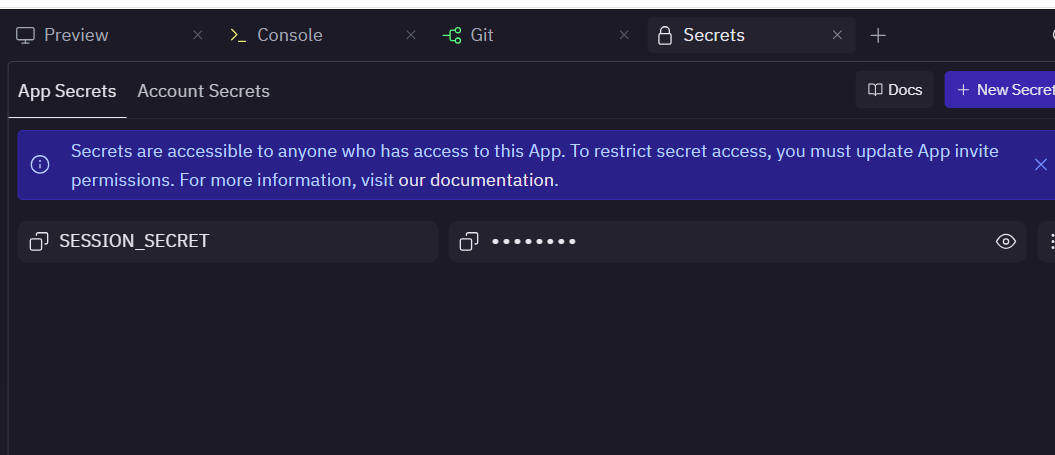 Preview
Console
Git
Secrets
App Secrets
Account Secrets
Docs
New Secret
Secrets are accessible to anyone who has access to this App. To restrict secret access, you must update App invite
permissions. For more information, visit our documentation.
SESSION_SECRET
••••••••